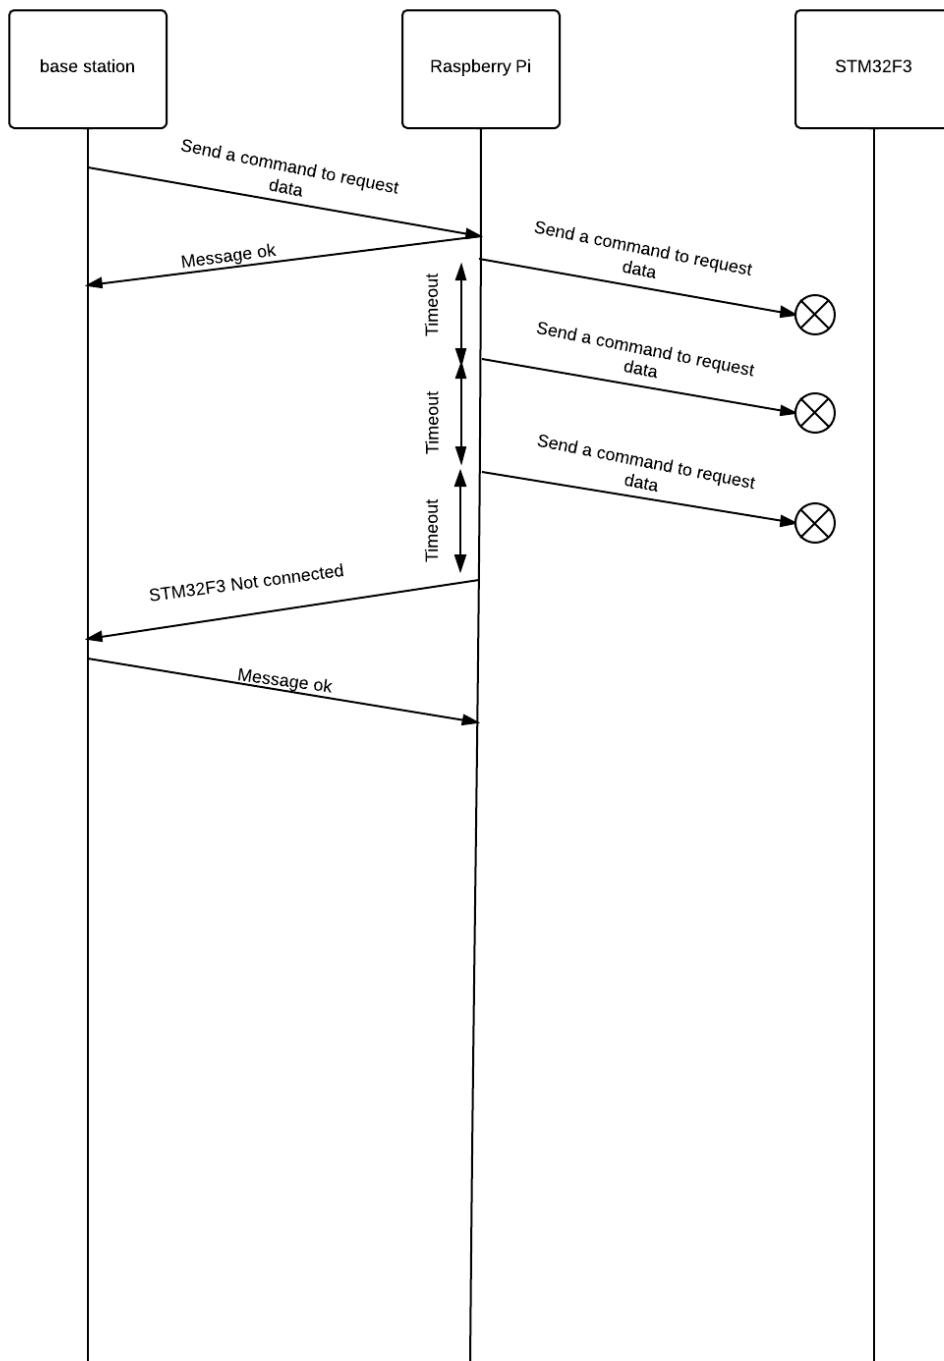 base station
Raspberry Pi
STM32F3
Send a command to request
data
Message ok
Send a command to request
data
Timeout
Send a command to request
data
Timeout
Send a command to request
data
Timeout
STM32F3 Not connected
Message ok